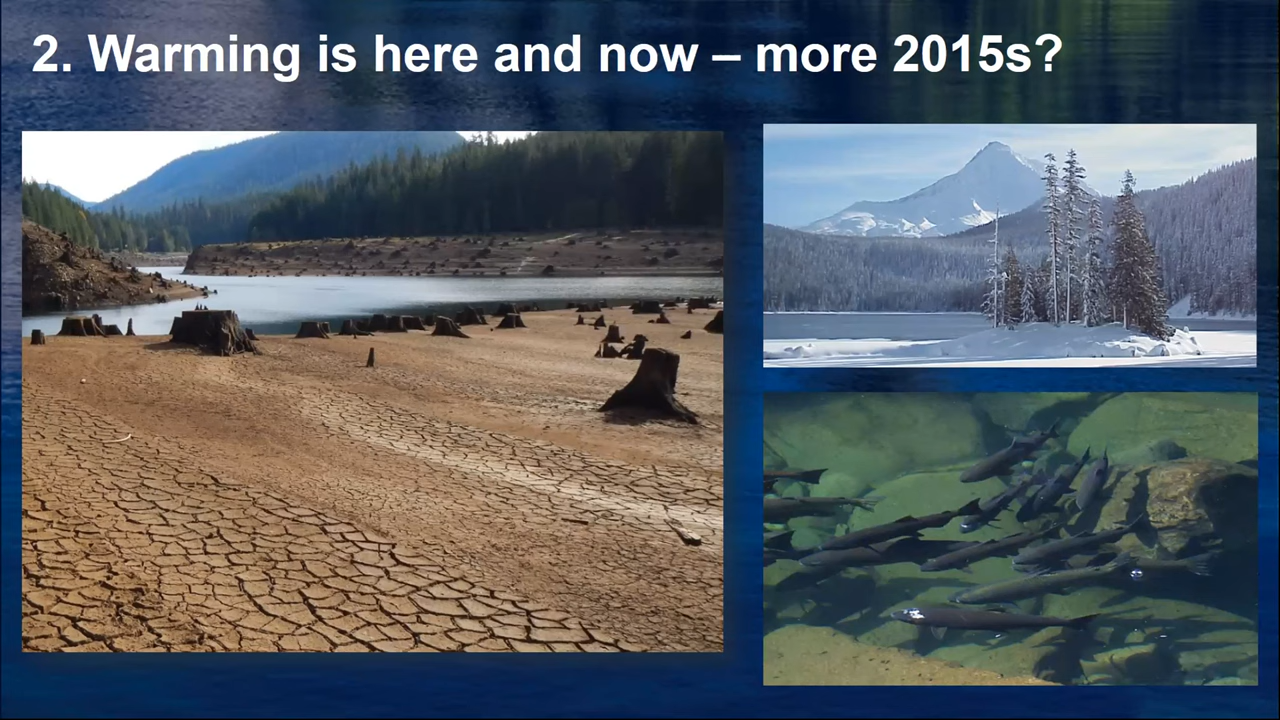 2. Warming is here and now – more 2015s?